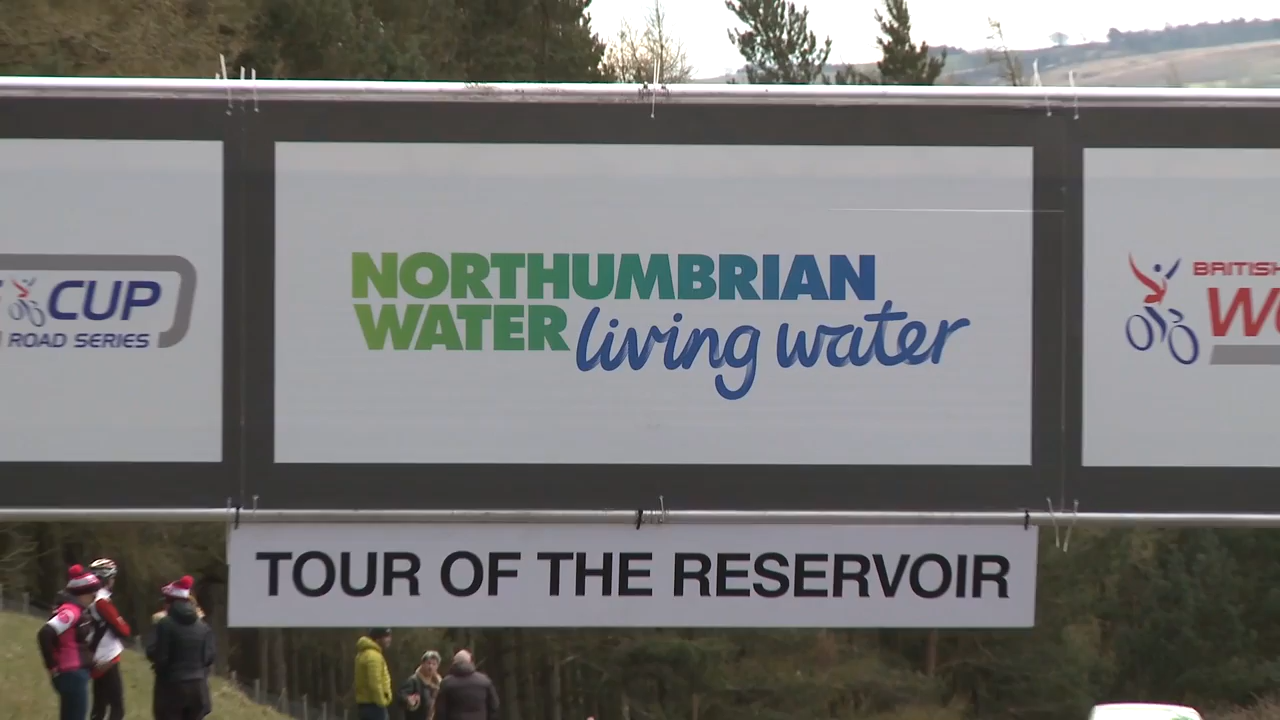 CUP
ROAD SERIES
NORTHUMBRIAN
WATER living water
BRITISH
TOUR OF THE RESERVOIR